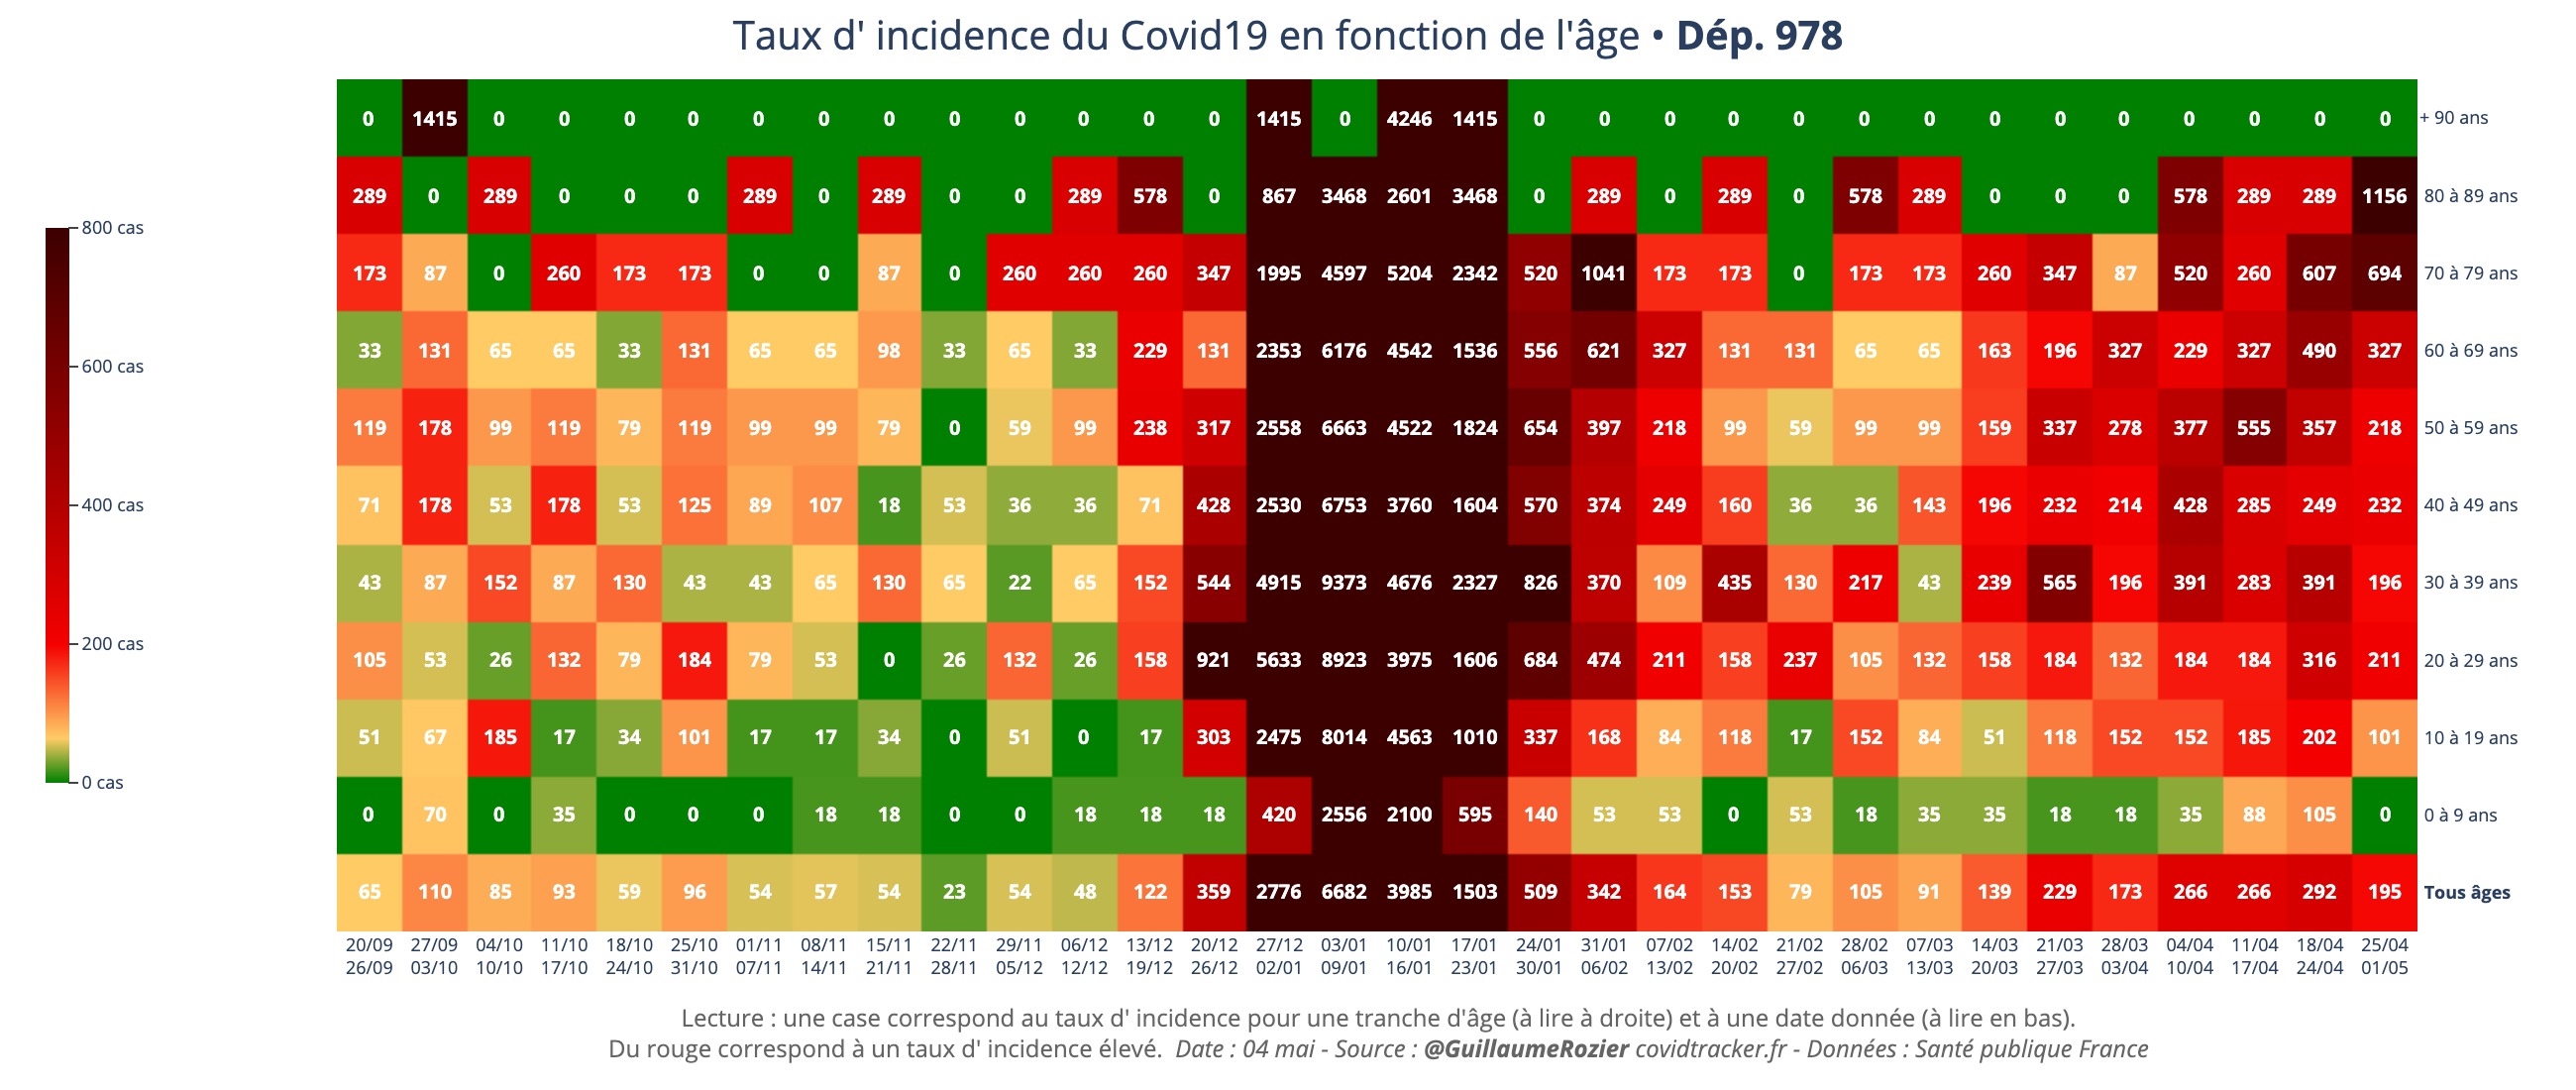 Taux d' incidence du Covid19 en fonction de l'âge • Dép. 978
800 cas
600 cas
400 cas
200 cas
0 cas
0 1415 0 0 0 0 0 0 0 0 0 0 0 0 1415 0 4246 1415 0 0 0 0 0 0 0 0 0 0 0 0 0 0 + 90 ans
289 0 289 0 0 0 289 0 289 0 0 289 578 0 867 3468 2601 3468 0 289 0 289 0 578 289 0 0 0 578 289 289 1156 80 à 89 ans
173 87 0 260 173 173 0 0 87 0 260 260 260 347 1995 4597 5204 2342 520 1041 173 173 0 173 173 260 347 87 520 260 607 694 70 à 79 ans
33 131 65 65 33 131 65 65 98 33 65 33 229 131 2353 6176 4542 1536 556 621 327 131 131 65 65 163 196 327 229 327 490 327 60 à 69 ans
119 178 99 119 79 119 99 99 79 0 59 99 238 317 2558 6663 4522 1824 654 397 218 99 59 99 99 159 337 278 377 555 357 218 50 à 59 ans
71 178 53 178 53 125 89 107 18 53 36 36 71 428 2530 6753 3760 1604 570 374 249 160 36 36 143 196 232 214 428 285 249 232 40 à 49 ans
43 87 152 87 130 43 43 65 130 65 22 65 152 544 4915 9373 4676 2327 826 370 109 435 130 217 43 239 565 196 391 283 391 196 30 à 39 ans
105 53 26 132 79 184 79 53 0 26 132 26 158 921 5633 8923 3975 1606 684 474 211 158 237 105 132 158 184 132 184 184 316 211 20 à 29 ans
51 67 185 17 34 101 17 17 34 0 51 0 17 303 2475 8014 4563 1010 337 168 84 118 17 152 84 51 118 152 152 185 202 101 10 à 19 ans
0 70 0 35 0 0 0 18 18 0 0 18 18 18 420 2556 2100 595 140 53 53 0 53 18 35 35 18 18 35 88 105 0 0 à 9 ans
65 110 85 93 59 96 54 57 54 23 54 48 122 359 2776 6682 3985 1503 509 342 164 153 79 105 91 139 229 173 266 266 292 195 Tous âges
20/09 27/09 04/10 11/10 18/10 25/10 01/11 08/11 15/11 22/11 29/11 06/12 13/12 20/12 27/12 03/01 10/01 17/01 24/01 31/01 07/02 14/02 21/02 28/02 07/03 14/03 21/03 28/03 04/04 11/04 18/04 25/04
26/09 03/10 10/10 17/10 24/10 31/10 07/11 14/11 21/11 28/11 05/12 12/12 19/12 26/12 02/01 09/01 16/01 23/01 30/01 06/02 13/02 20/02 27/02 06/03 13/03 20/03 27/03 03/04 10/04 17/04 24/04 01/05
Lecture : une case correspond au taux d' incidence pour une tranche d'âge (à lire à droite) et à une date donnée (à lire en bas).
Du rouge correspond à un taux d' incidence élevé. Date : 04 mai - Source : @GuillaumeRozier covidtracker.fr - Données : Santé publique France